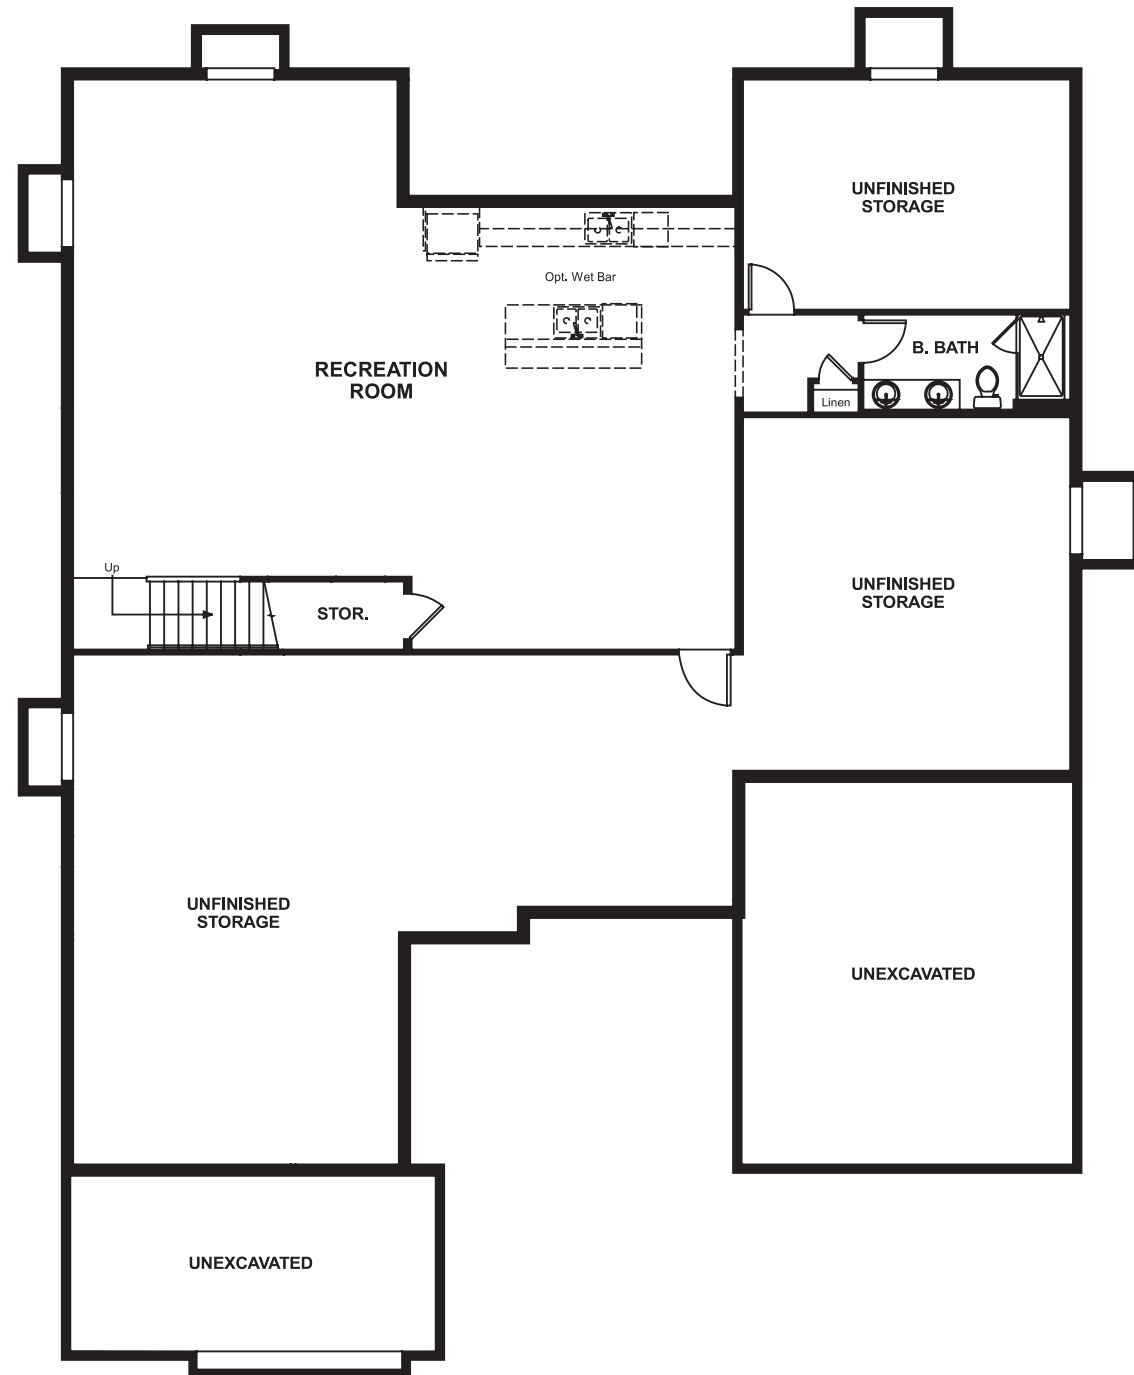 UNFINISHED
STORAGE
Opt. Wet Bar
RECREATION
ROOM
B. BATH
Linen
Up
STOR.
UNFINISHED
STORAGE
UNFINISHED
STORAGE
UNEXCAVATED
UNEXCAVATED